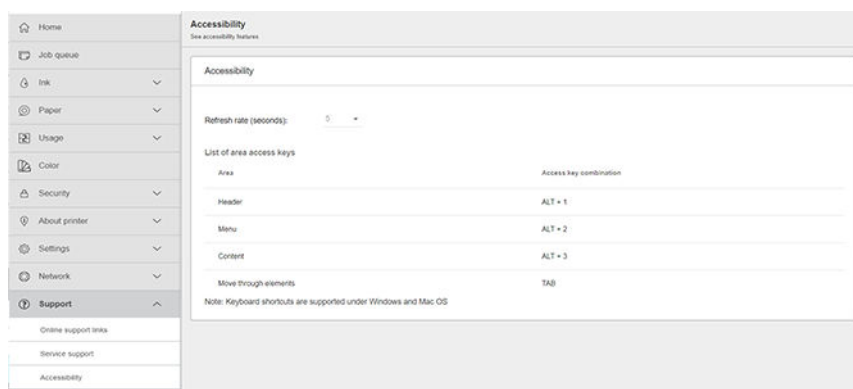 Home
Job queue
Ink
Paper
Usage
Color
Security
About printer
Settings
Network
Support
Online support links
Service support
Accessibility
Accessibility
See accessibility features
Accessibility
Refresh rate (seconds): 5
List of area access keys
Area Access key combination
Header ALT + 1
Menu ALT + 2
Content ALT + 3
Move through elements TAB
Note: Keyboard shortcuts are supported under Windows and Mac OS